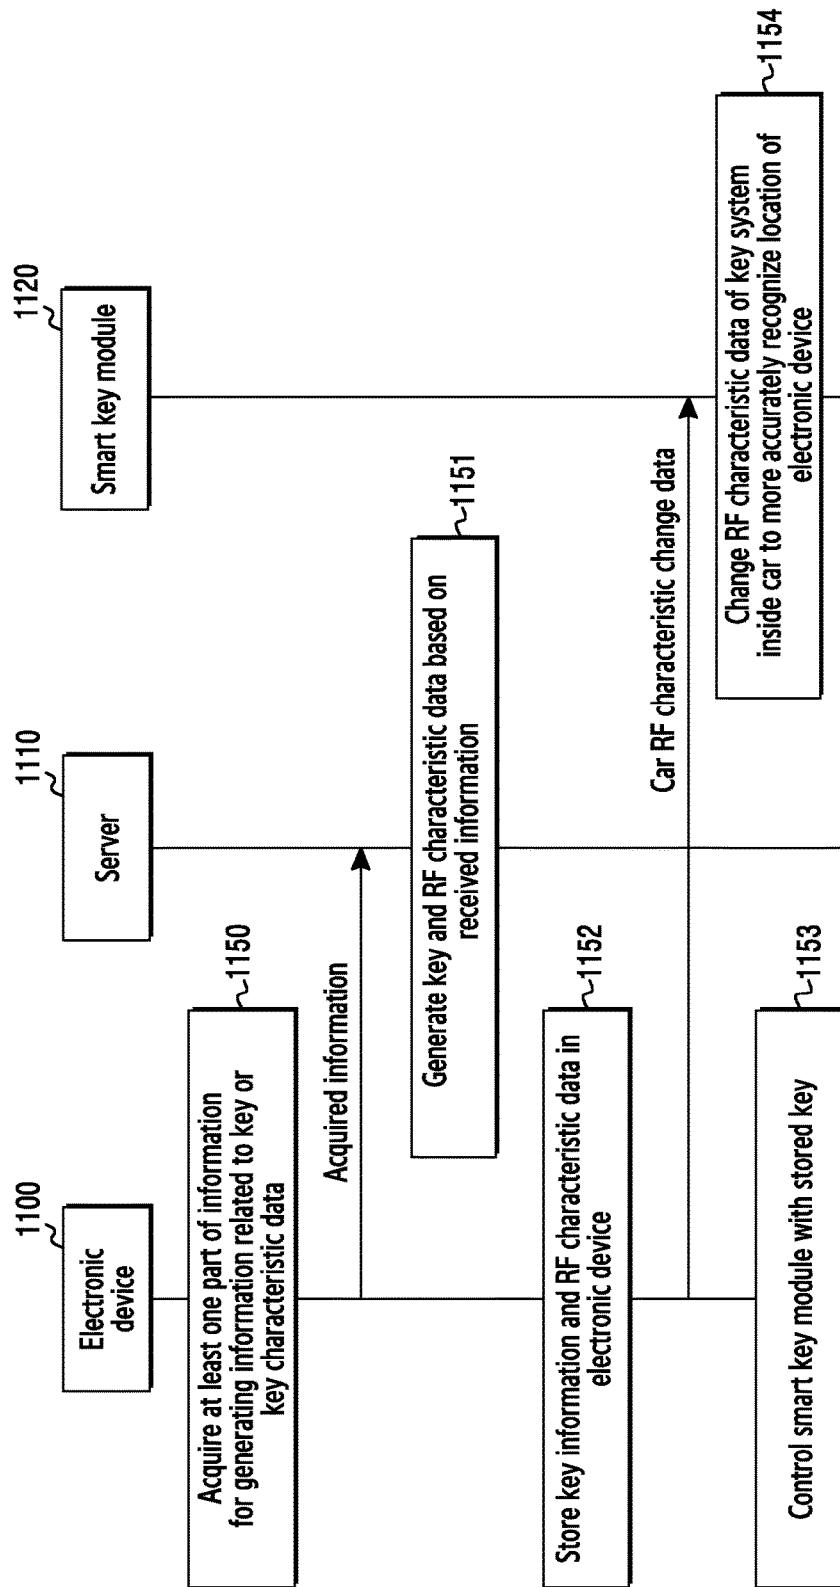 1100
Electronic
device
1110
Server
1120
Smart key module
1150
Acquire at least one part of information
for generating information related to key or
key characteristic data
Acquired information
1151
Generate key and RF characteristic data based on
received information
1152
Store key information and RF characteristic data in
electronic device
Car RF characteristic change data
1153
Control smart key module with stored key
1154
Change RF characteristic data of key system
inside car to more accurately recognize location of
electronic device